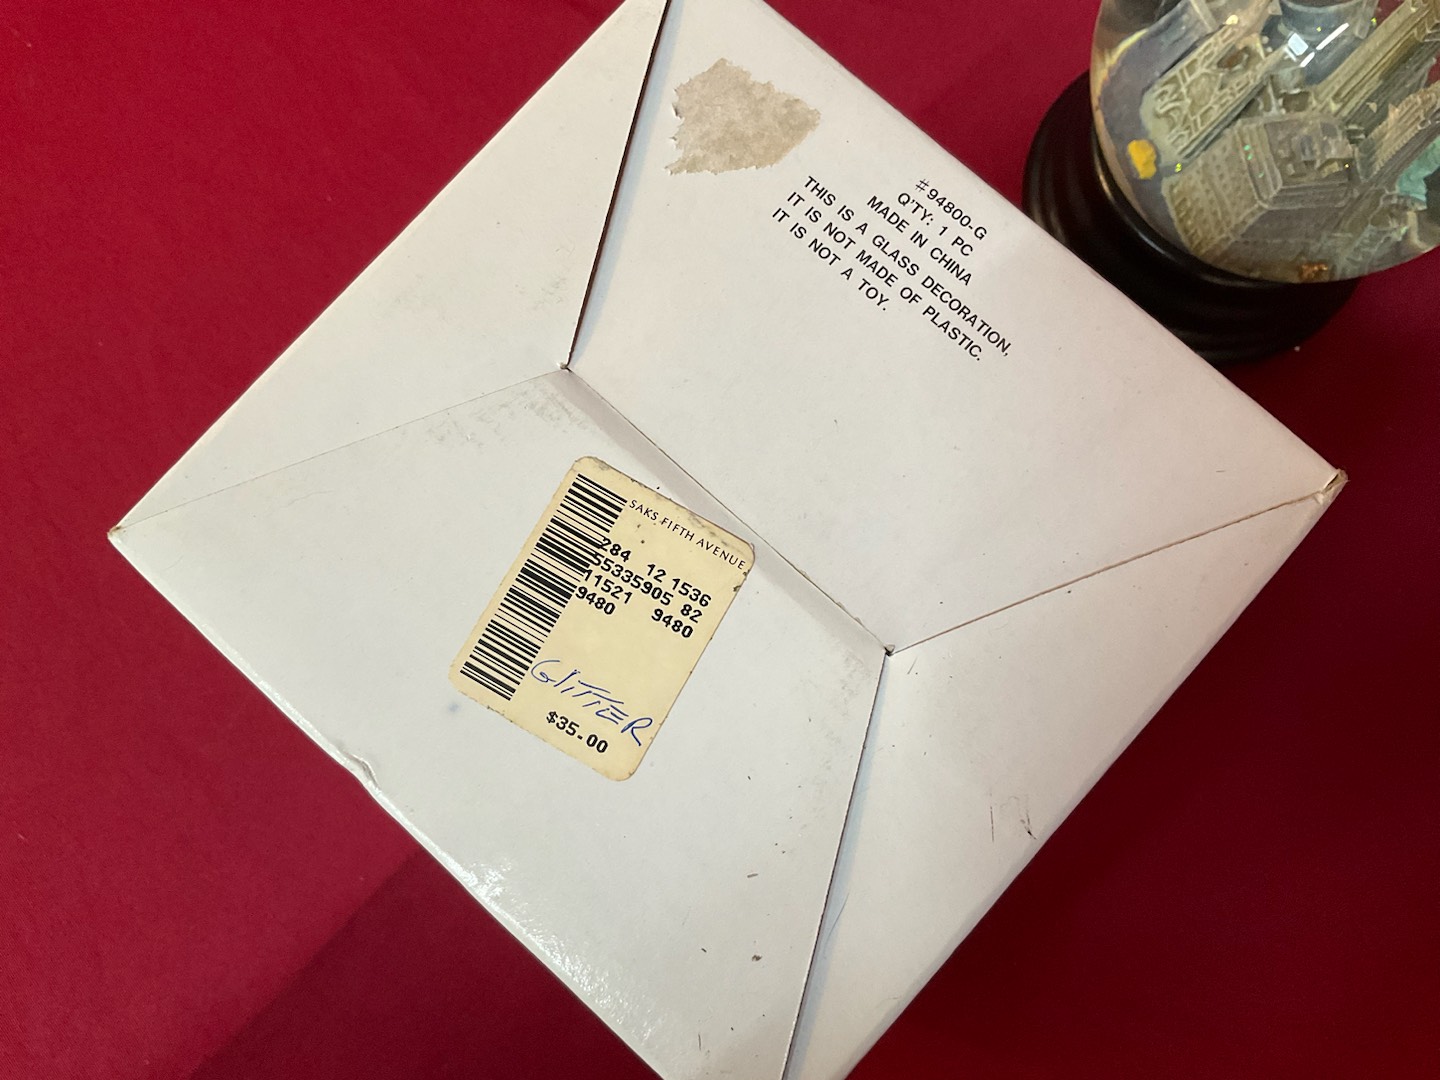 #94800-G
Q'TY: 1 PC
MADE IN CHINA
THIS IS A GLASS DECORATION,
IT IS NOT MADE OF PLASTIC.
IT IS NOT A TOY.
SAKS FIFTH AVENUE
284 12 1536
55335905 82
11521 9480
9480
GLITTER
$35.00